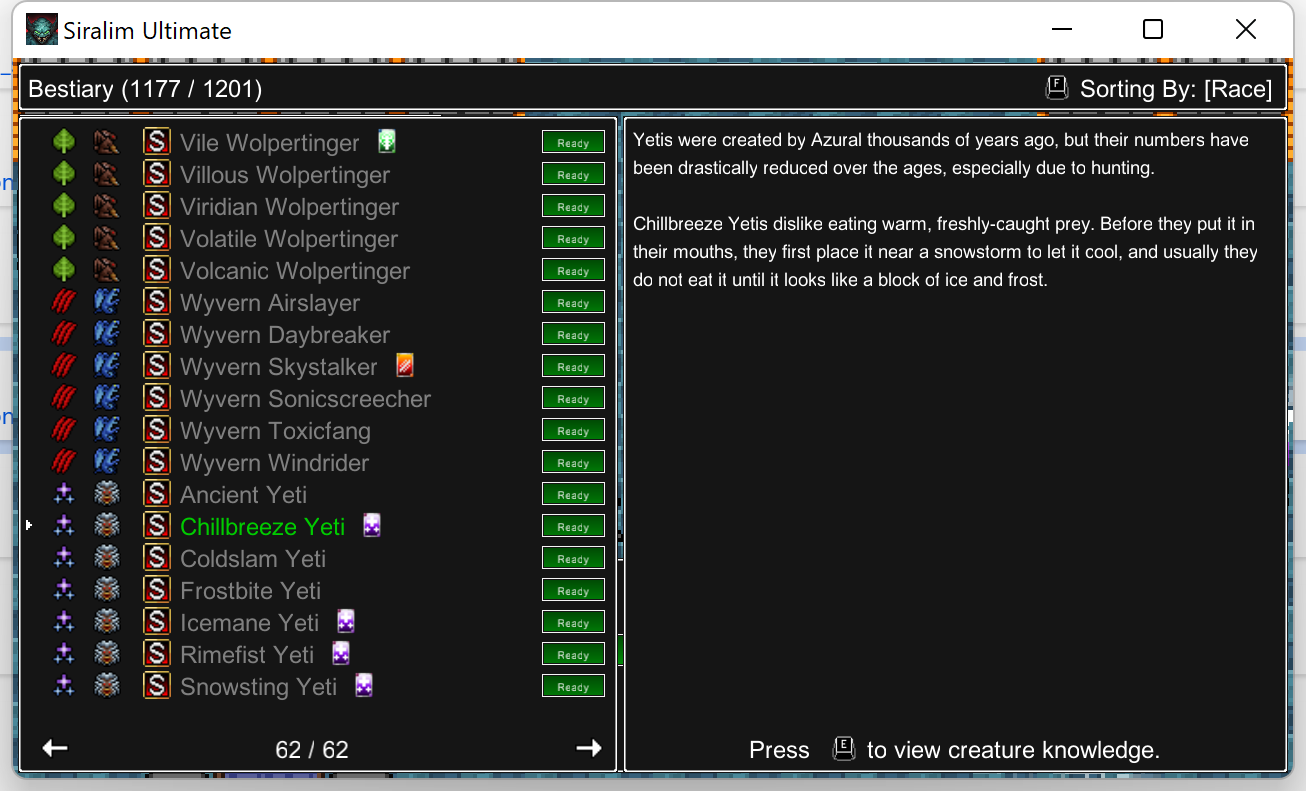 Siralim Ultimate
Bestiary (1177 / 1201)
F Sorting By: [Race]
S Vile Wolpertinger Ready
S Villous Wolpertinger Ready
S Viridian Wolpertinger Ready
S Volatile Wolpertinger Ready
S Volcanic Wolpertinger Ready
S Wyvern Airslayer Ready
S Wyvern Daybreaker Ready
S Wyvern Skystalker Ready
S Wyvern Sonicscreecher Ready
S Wyvern Toxicfang Ready
S Wyvern Windrider Ready
S Ancient Yeti Ready
S Chillbreeze Yeti Ready
S Coldslam Yeti Ready
S Frostbite Yeti Ready
S Icemane Yeti Ready
S Rimefist Yeti Ready
S Snowsting Yeti Ready
62 / 62
Yetis were created by Azural thousands of years ago, but their numbers have
been drastically reduced over the ages, especially due to hunting.
Chillbreeze Yetis dislike eating warm, freshly-caught prey. Before they put it in
their mouths, they first place it near a snowstorm to let it cool, and usually they
do not eat it until it looks like a block of ice and frost.
Press E to view creature knowledge.